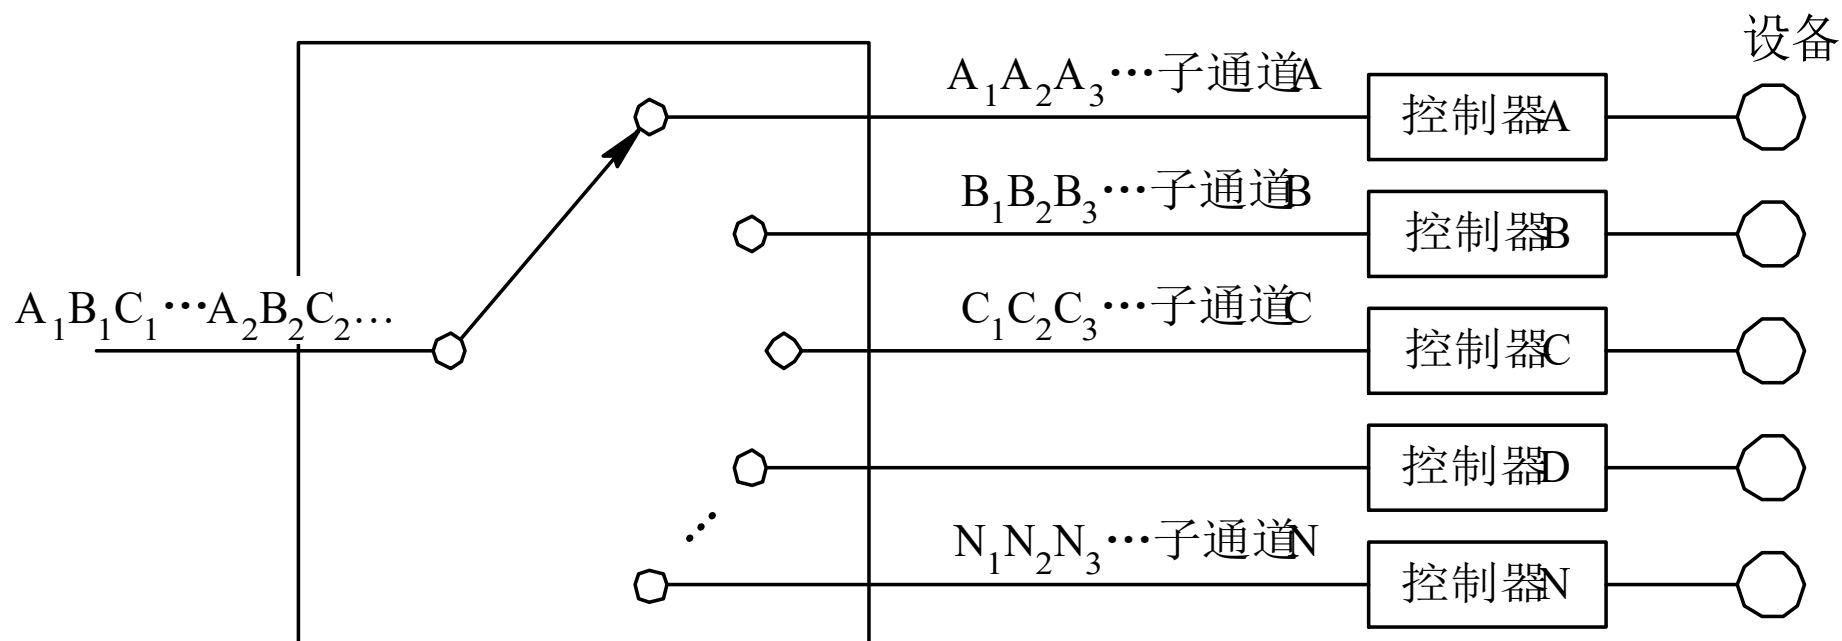 设备
A₁A₂A₃…子通道A
控制器A
B₁B₂B₃…子通道B
控制器B
A₁B₁C₁…A₂B₂C₂…
C₁C₂C₃…子通道C
控制器C
控制器D
N₁N₂N₃…子通道N
控制器N